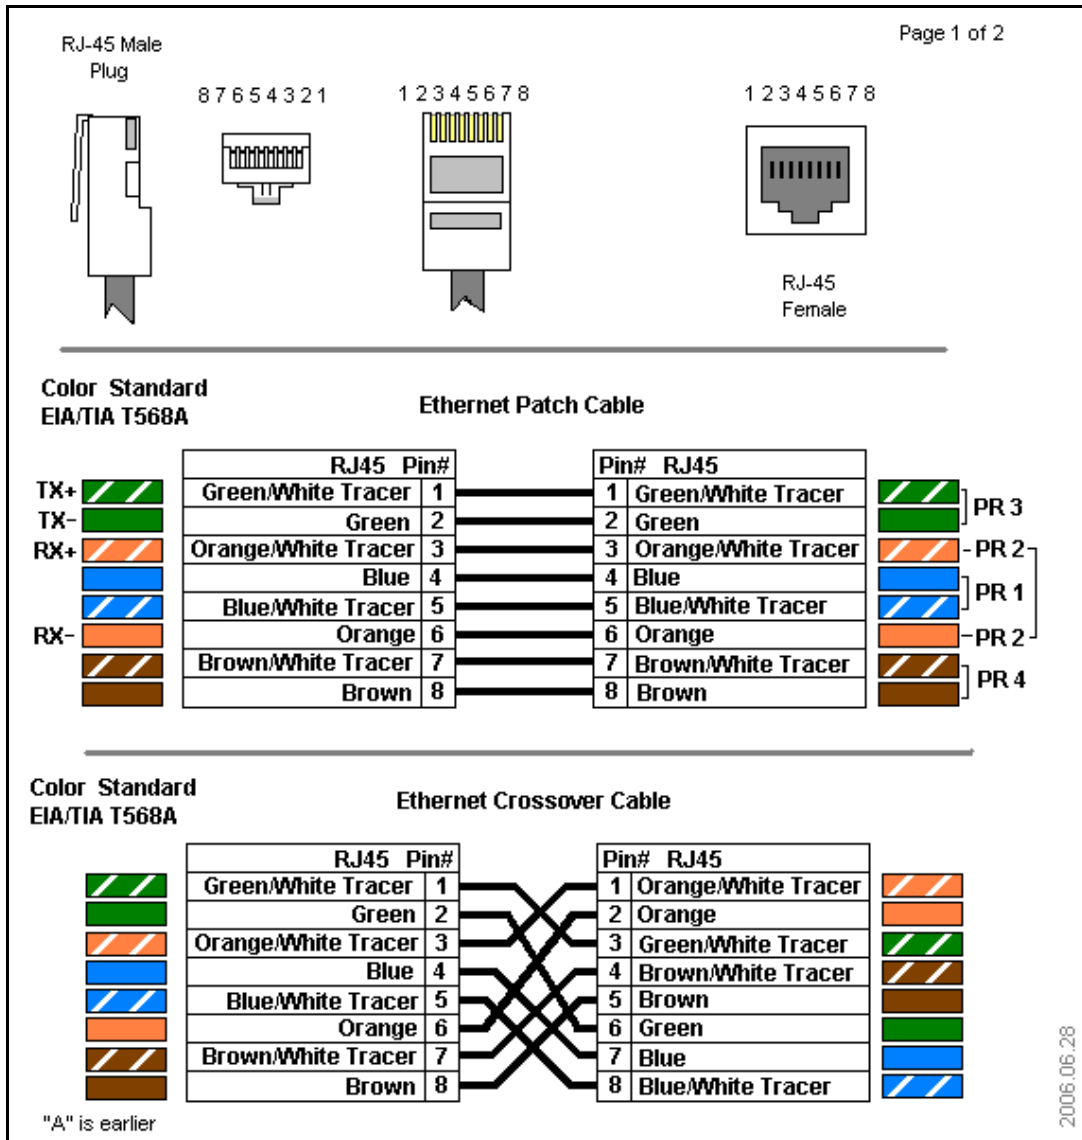 Page 1 of 2
RJ-45 Male
Plug
8 7 6 5 4 3 2 1
1 2 3 4 5 6 7 8
1 2 3 4 5 6 7 8
RJ-45
Female
Color Standard
EIA/TIA T568A
Ethernet Patch Cable
RJ45 Pin#
Pin# RJ45
TX+ Green/White Tracer 1 1 Green/White Tracer
TX- Green 2 2 Green
PR 3
RX+ Orange/White Tracer 3 3 Orange/White Tracer PR 2
Blue 4 4 Blue
PR 1
Blue/White Tracer 5 5 Blue/White Tracer
RX- Orange 6 6 Orange PR 2
Brown/White Tracer 7 7 Brown/White Tracer
PR 4
Brown 8 8 Brown
Color Standard
EIA/TIA T568A
Ethernet Crossover Cable
RJ45 Pin#
Pin# RJ45
Green/White Tracer 1 1 Orange/White Tracer
Green 2 2 Orange
Orange/White Tracer 3 3 Green/White Tracer
Blue 4 4 Brown/White Tracer
Blue/White Tracer 5 5 Brown
Orange 6 6 Green
Brown/White Tracer 7 7 Blue
Brown 8 8 Blue/White Tracer
"A" is earlier
2006.06.28